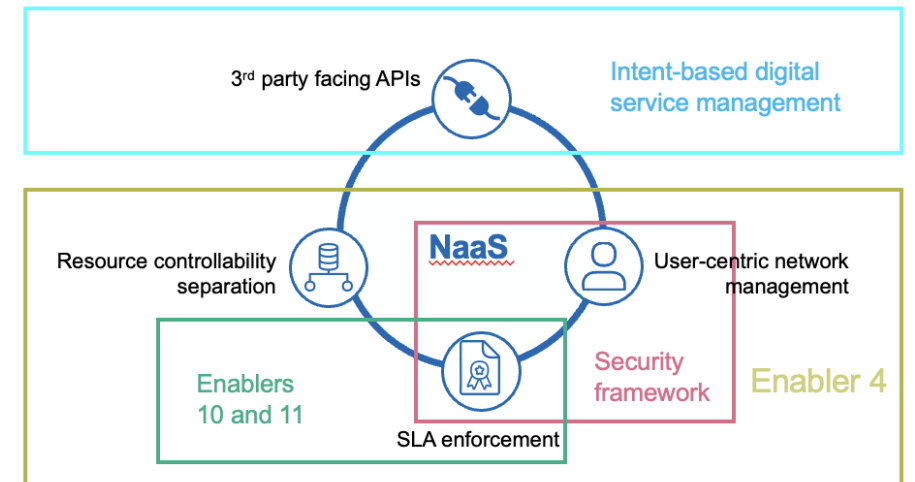 3rd party facing APIs
Intent-based digital
service management
NaaS
Resource controllability
separation
User-centric network
management
Enablers
10 and 11
Security
framework
Enabler 4
SLA enforcement